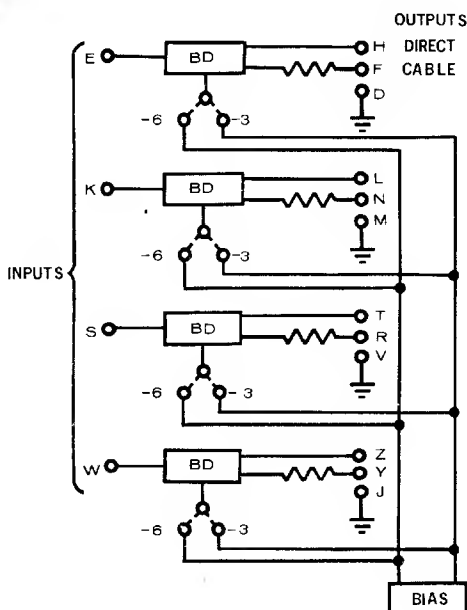 OUTPUTS
H DIRECT
E BD F CABLE
D
-6 -3
K BD L
N
M
-6 -3
INPUTS
S BD T
R
V
-6 -3
W BD Z
Y
J
-6 -3
BIAS